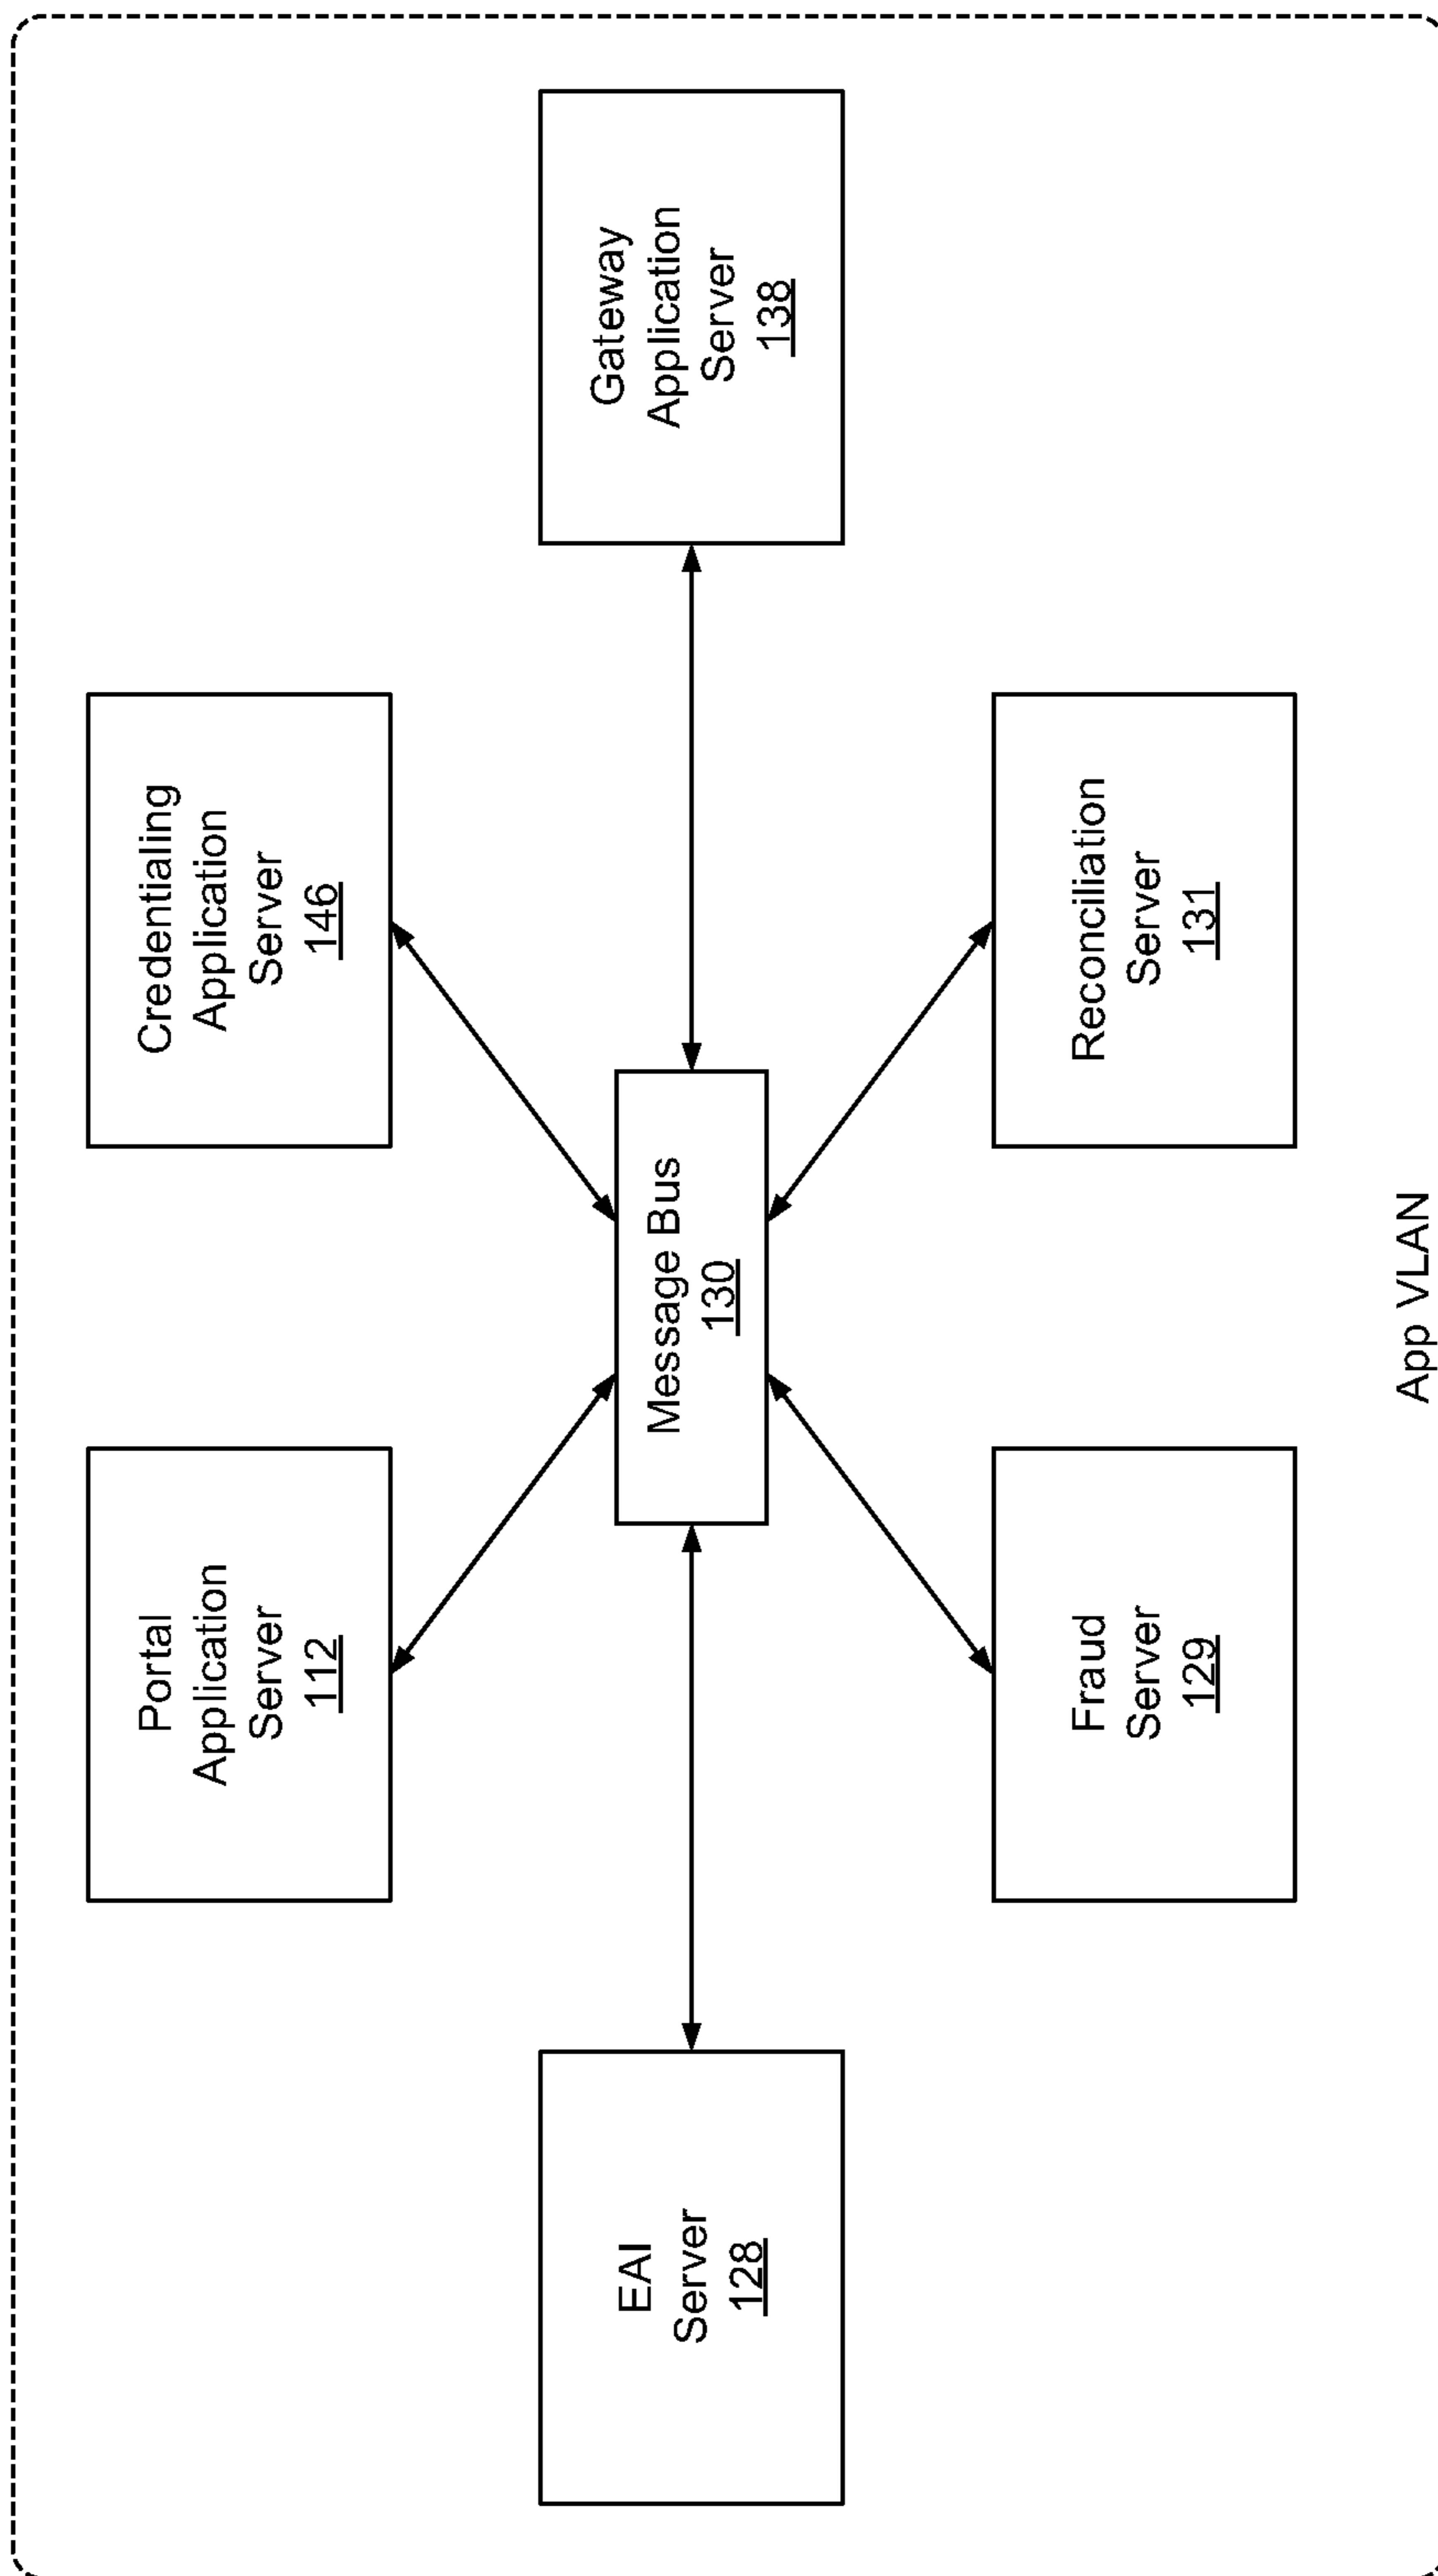 Portal
Application
Server
112
Credentialing
Application
Server
146
EAI
Server
128
Message Bus
130
Gateway
Application
Server
138
Fraud
Server
129
Reconciliation
Server
131
App VLAN